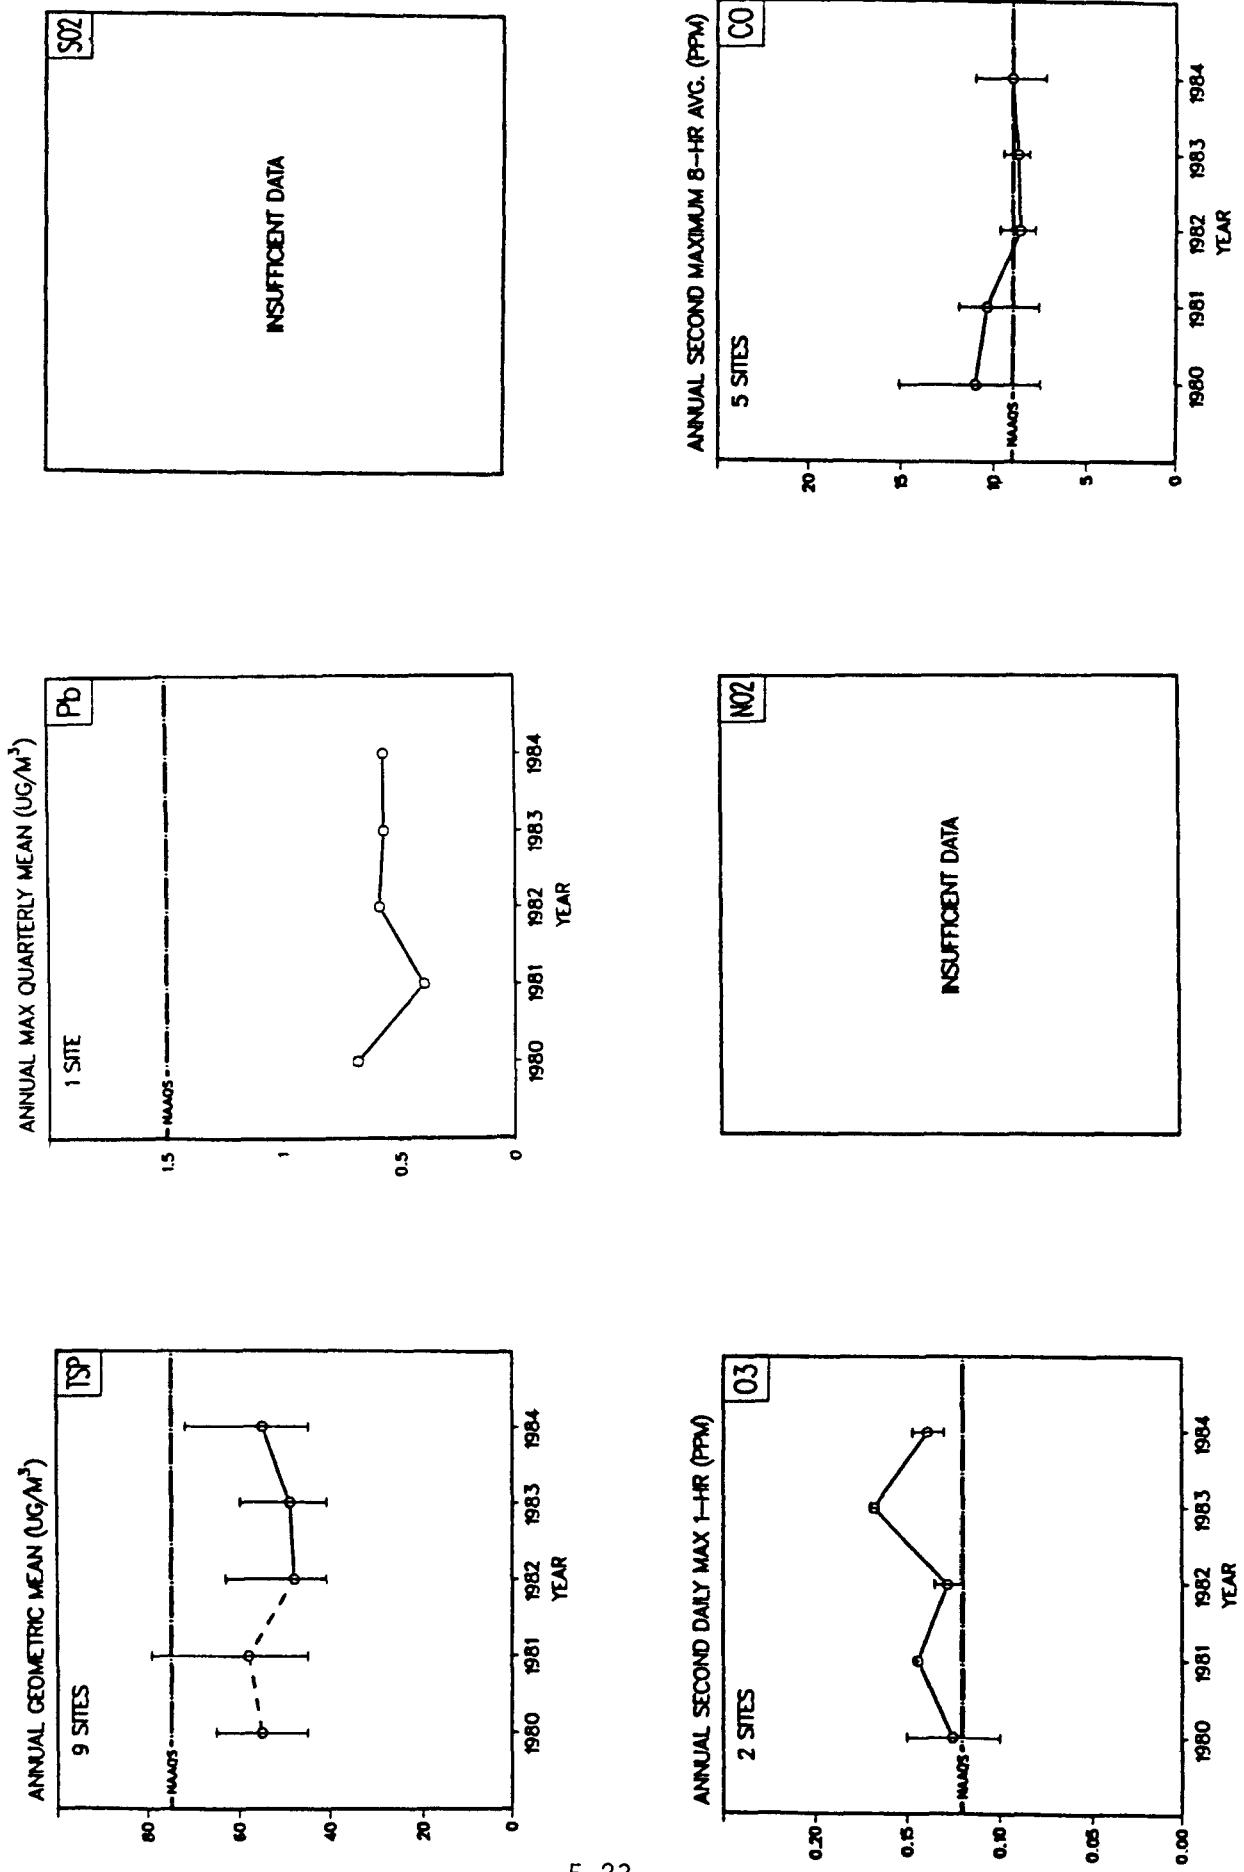 ANNUAL GEOMETRIC MEAN (UG/M³)
TSP
9 SITES
NAAQS
80
60
40
20
0
1980 1981 1982 1983 1984
YEAR
ANNUAL MAX QUARTERLY MEAN (UG/M³)
Pb
1 SITE
NAAQS
1.5
1
0.5
0
1980 1981 1982 1983 1984
YEAR
SO2
INSUFFICIENT DATA
ANNUAL SECOND DAILY MAX 1-HR (PPM)
O3
2 SITES
NAAQS
0.20
0.15
0.10
0.05
0.00
1980 1981 1982 1983 1984
YEAR
NO2
INSUFFICIENT DATA
ANNUAL SECOND MAXIMUM 8-HR AVG. (PPM)
CO
5 SITES
NAAQS
20
15
10
5
0
1980 1981 1982 1983 1984
YEAR